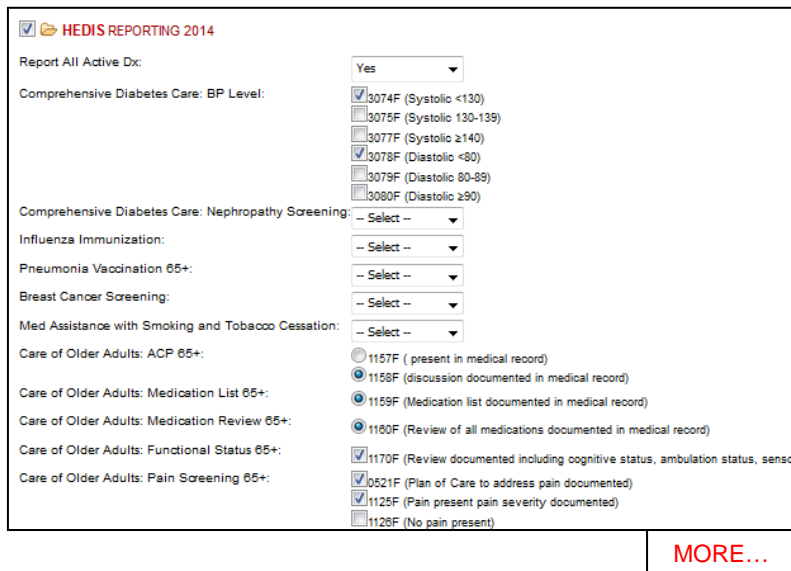 HEDIS REPORTING 2014
Report All Active Dx: Yes
Comprehensive Diabetes Care: BP Level: 3074F (Systolic <130)
3075F (Systolic 130-139)
3077F (Systolic ≥140)
3078F (Diastolic <80)
3079F (Diastolic 80-89)
3080F (Diastolic ≥90)
Comprehensive Diabetes Care: Nephropathy Screening: -- Select --
Influenza Immunization: -- Select --
Pneumonia Vaccination 65+: -- Select --
Breast Cancer Screening: -- Select --
Med Assistance with Smoking and Tobacco Cessation: -- Select --
Care of Older Adults: ACP 65+: 1157F ( present in medical record)
1158F (discussion documented in medical record)
Care of Older Adults: Medication List 65+: 1159F (Medication list documented in medical record)
Care of Older Adults: Medication Review 65+: 1160F (Review of all medications documented in medical record)
Care of Older Adults: Functional Status 65+: 1170F (Review documented including cognitive status, ambulation status, senso
Care of Older Adults: Pain Screening 65+: 0521F (Plan of Care to address pain documented)
1125F (Pain present pain severity documented)
1126F (No pain present)
MORE...